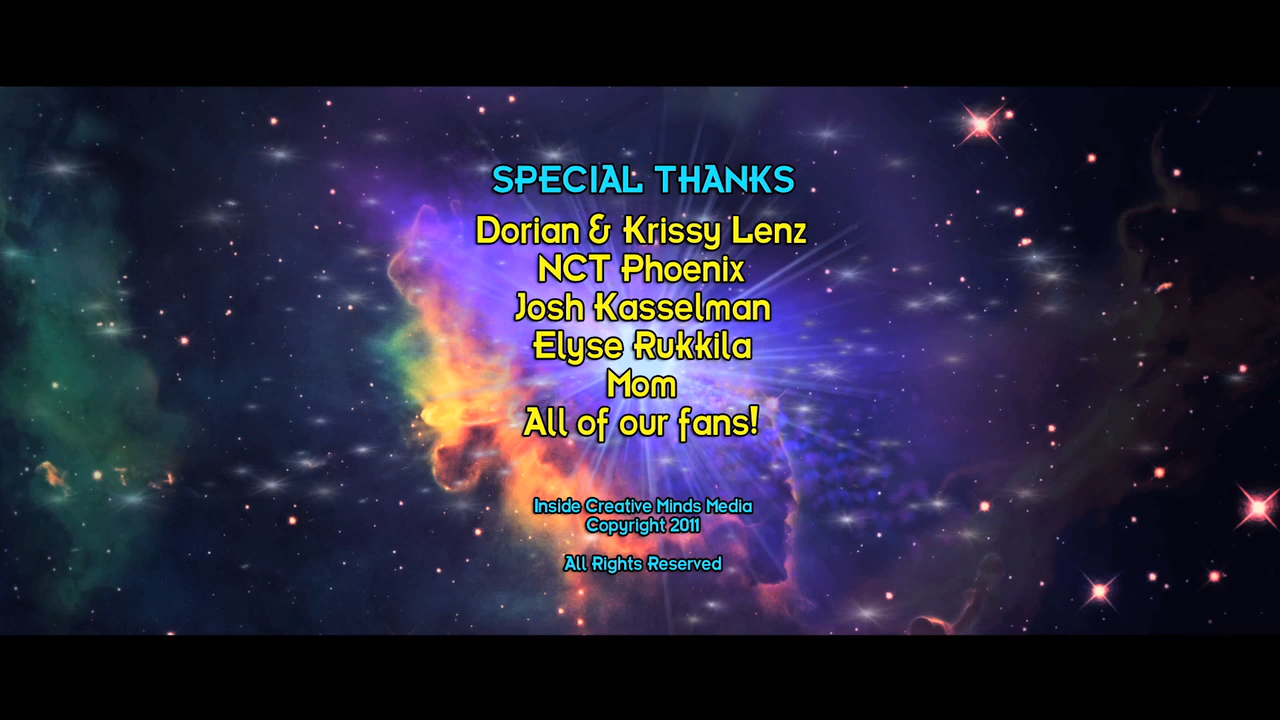 SPECIAL THANKS
Dorian & Krissy Lenz
NCT Phoenix
Josh Kasselman
Elyse Rukkila
Mom
All of our fans!
Inside Creative Minds Media
Copyright 2011
All Rights Reserved